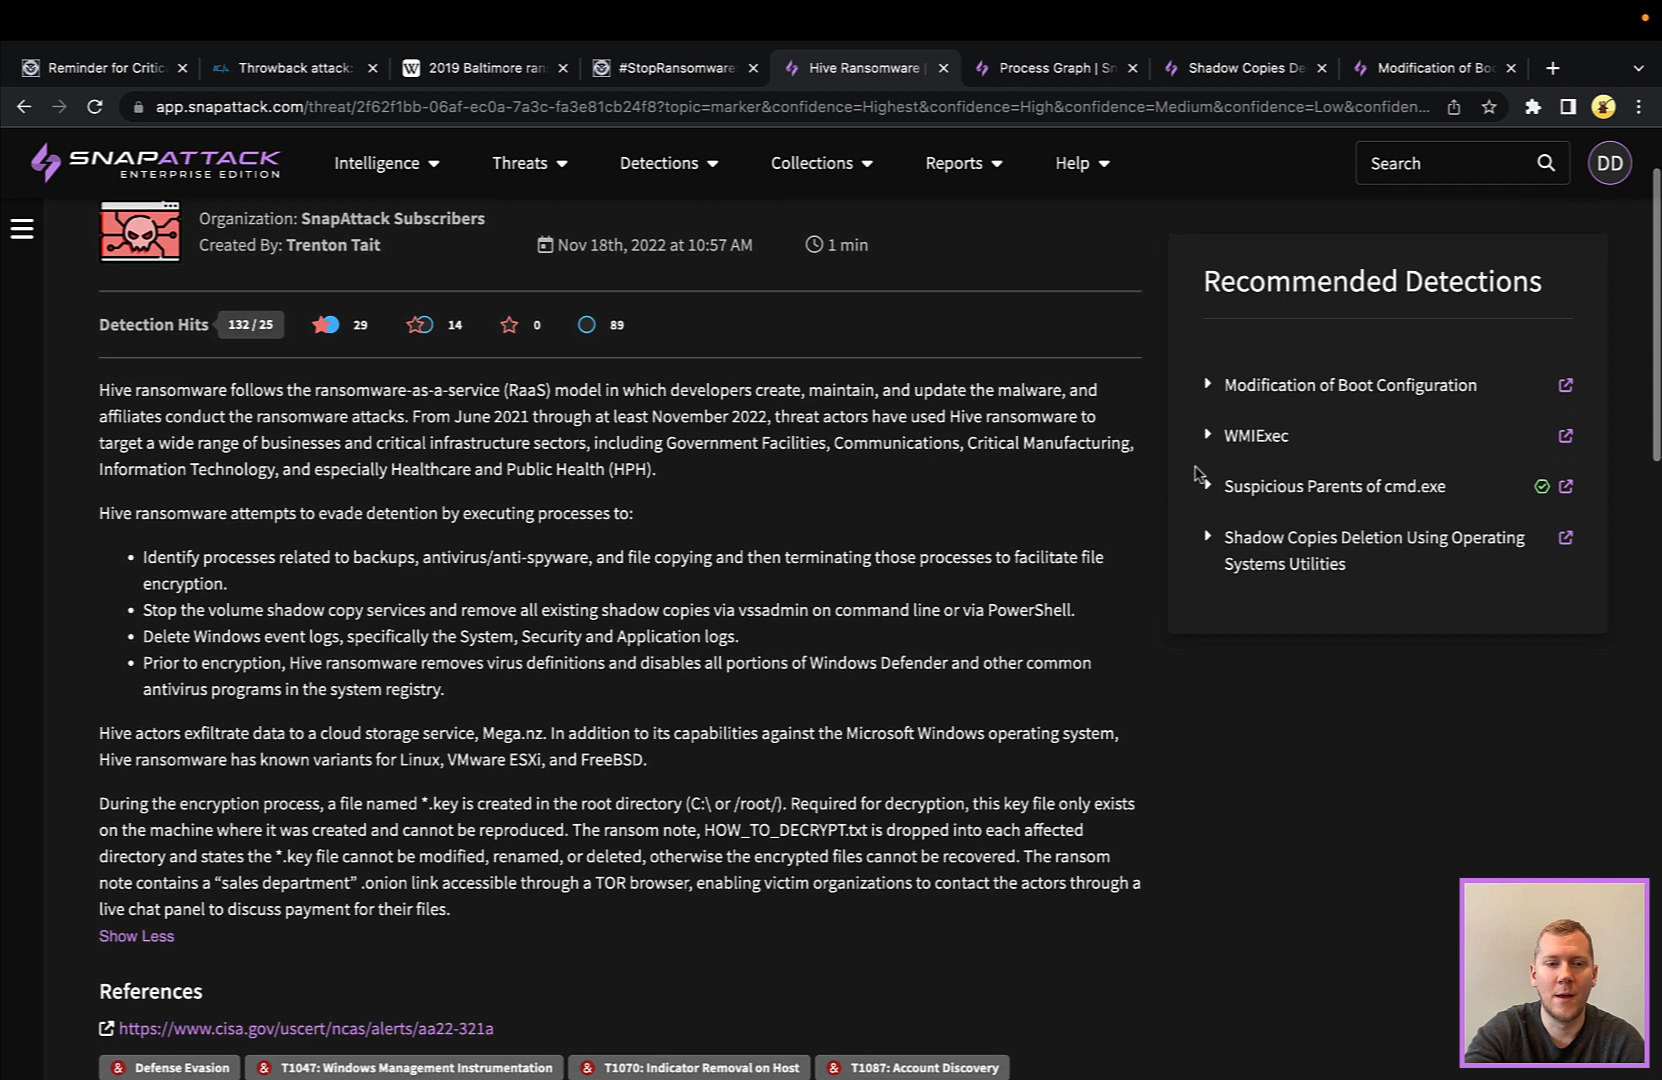 Reminder for Critic
Throwback attack:
2019 Baltimore ran
#StopRansomware
Hive Ransomware |
Process Graph | Sn
Shadow Copies De
Modification of Boo
app.snapattack.com/threat/2f62f1bb-06af-ec0a-7a3c-fa3e81cb24f8?topic=marker&confidence=Highest&confidence=High&confidence=Medium&confidence=Low&confiden...
SNAPATTACK
ENTERPRISE EDITION
Intelligence
Threats
Detections
Collections
Reports
Help
Search
DD
Organization: SnapAttack Subscribers
Created By: Trenton Tait
Nov 18th, 2022 at 10:57 AM
1 min
Detection Hits 132 / 25 29 14 0 89
Hive ransomware follows the ransomware-as-a-service (RaaS) model in which developers create, maintain, and update the malware, and
affiliates conduct the ransomware attacks. From June 2021 through at least November 2022, threat actors have used Hive ransomware to
target a wide range of businesses and critical infrastructure sectors, including Government Facilities, Communications, Critical Manufacturing,
Information Technology, and especially Healthcare and Public Health (HPH).
Hive ransomware attempts to evade detention by executing processes to:
• Identify processes related to backups, antivirus/anti-spyware, and file copying and then terminating those processes to facilitate file
encryption.
• Stop the volume shadow copy services and remove all existing shadow copies via vssadmin on command line or via PowerShell.
• Delete Windows event logs, specifically the System, Security and Application logs.
• Prior to encryption, Hive ransomware removes virus definitions and disables all portions of Windows Defender and other common
antivirus programs in the system registry.
Hive actors exfiltrate data to a cloud storage service, Mega.nz. In addition to its capabilities against the Microsoft Windows operating system,
Hive ransomware has known variants for Linux, VMware ESXi, and FreeBSD.
During the encryption process, a file named *.key is created in the root directory (C:\ or /root/). Required for decryption, this key file only exists
on the machine where it was created and cannot be reproduced. The ransom note, HOW_TO_DECRYPT.txt is dropped into each affected
directory and states the *.key file cannot be modified, renamed, or deleted, otherwise the encrypted files cannot be recovered. The ransom
note contains a “sales department” .onion link accessible through a TOR browser, enabling victim organizations to contact the actors through a
live chat panel to discuss payment for their files.
Show Less
References
https://www.cisa.gov/uscert/ncas/alerts/aa22-321a
Defense Evasion
T1047: Windows Management Instrumentation
T1070: Indicator Removal on Host
T1087: Account Discovery
Recommended Detections
Modification of Boot Configuration
WMIExec
Suspicious Parents of cmd.exe
Shadow Copies Deletion Using Operating
Systems Utilities